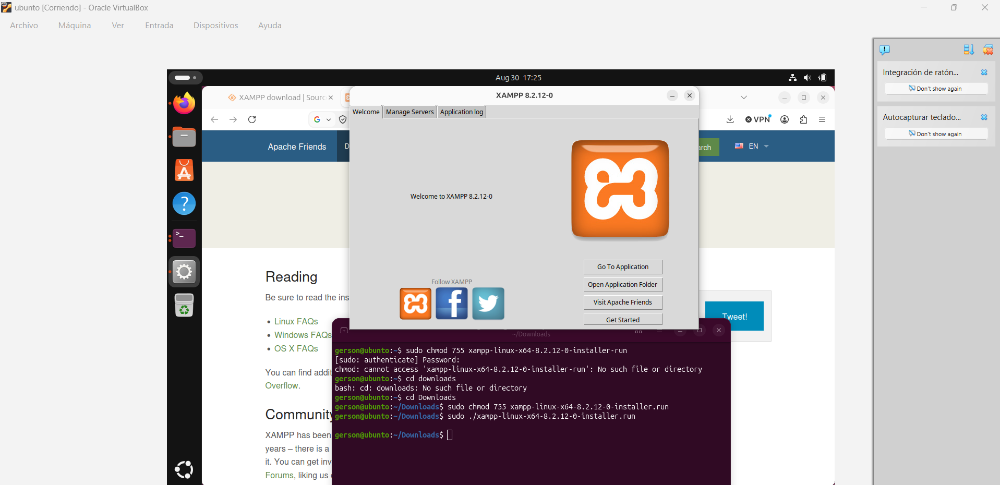 ubunto [Corriendo] - Oracle VirtualBox
Archivo Máquina Ver Entrada Dispositivos Ayuda
Integración de ratón...
Don't show again
Autocapturar teclado...
Don't show again
Aug 30 17:25
XAMPP download | Sourc
XAMPP 8.2.12-0
Welcome Manage Servers Application log
VPN
Apache Friends
D
arch
EN
Welcome to XAMPP 8.2.12-0
Go To Application
Open Application Folder
Visit Apache Friends
Get Started
Follow XAMPP
Reading
Be sure to read the ins
Linux FAQs
Windows FAQs
OS X FAQs
You can find addit
Overflow.
Community
XAMPP has been
years – there is a
it. You can get inv
Forums, liking us
Tweet!
~/Downloads
gerson@ubunto:~$ sudo chmod 755 xampp-linux-x64-8.2.12-0-installer-run
[sudo: authenticate] Password:
chmod: cannot access 'xampp-linux-x64-8.2.12-0-installer-run': No such file or directory
gerson@ubunto:~$ cd downloads
bash: cd: downloads: No such file or directory
gerson@ubunto:~$ cd Downloads
gerson@ubunto:~/Downloads$ sudo chmod 755 xampp-linux-x64-8.2.12-0-installer.run
gerson@ubunto:~/Downloads$ sudo ./xampp-linux-x64-8.2.12-0-installer.run
gerson@ubunto:~/Downloads$